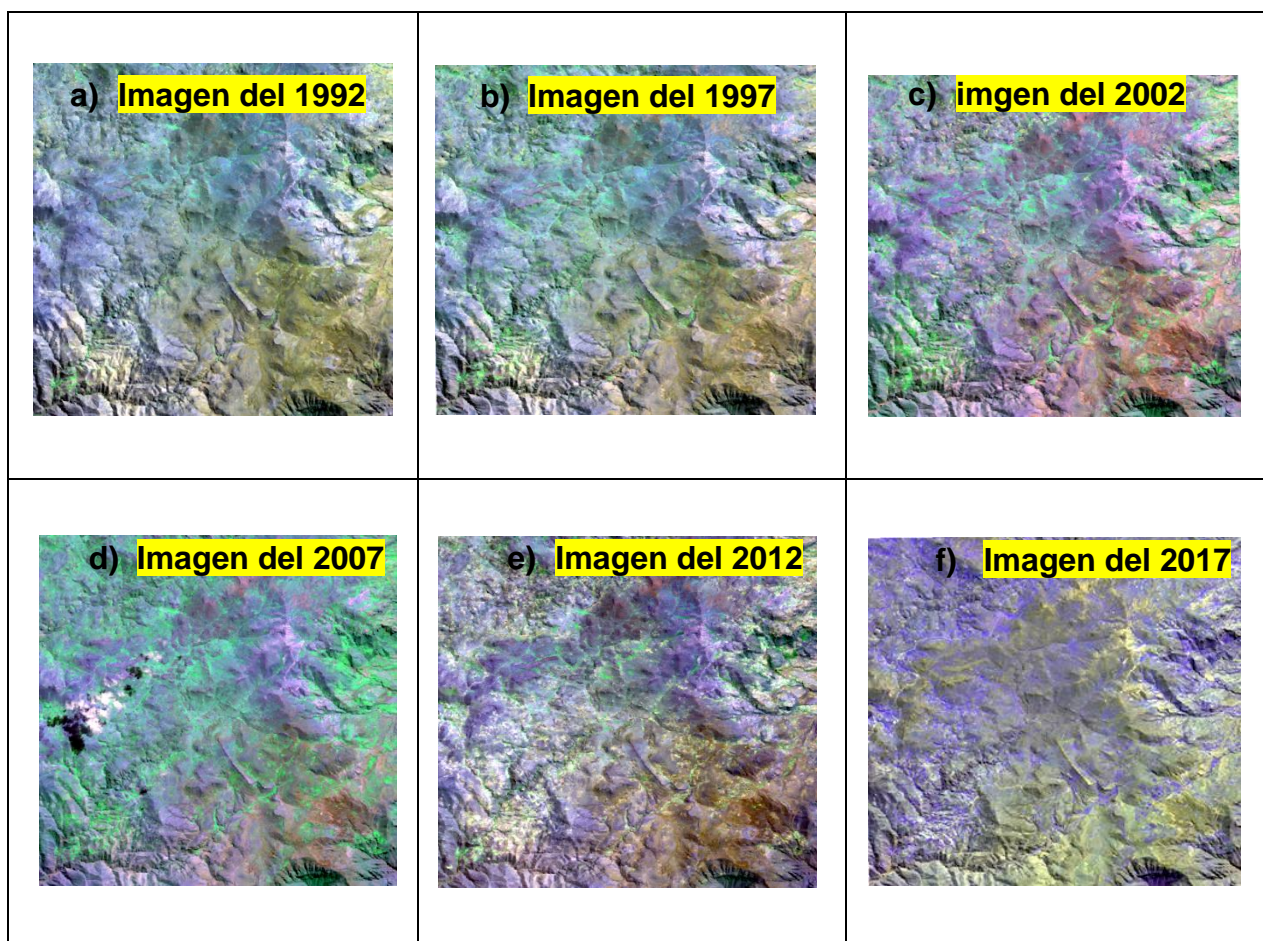 a) Imagen del 1992
b) Imagen del 1997
c) imgen del 2002
d) Imagen del 2007
e) Imagen del 2012
f) Imagen del 2017